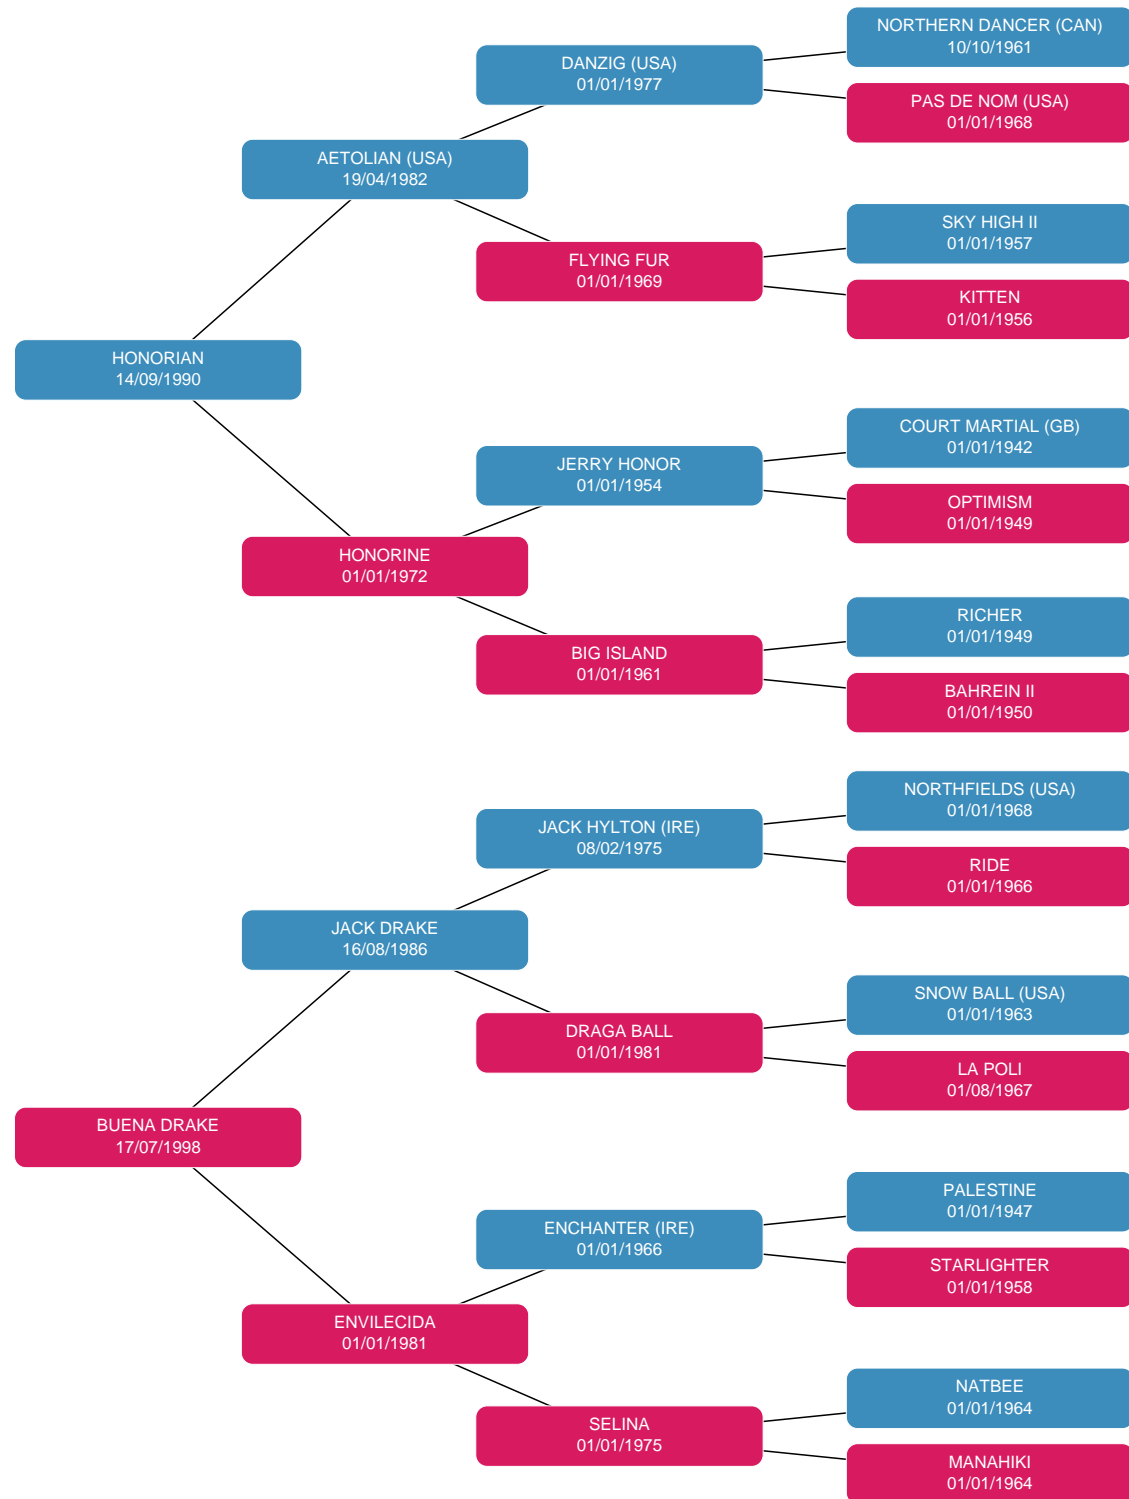 NORTHERN DANCER (CAN)
10/10/1961
DANZIG (USA)
01/01/1977
PAS DE NOM (USA)
01/01/1968
AETOLIAN (USA)
19/04/1982
SKY HIGH II
01/01/1957
FLYING FUR
01/01/1969
KITTEN
01/01/1956
HONORIAN
14/09/1990
COURT MARTIAL (GB)
01/01/1942
JERRY HONOR
01/01/1954
OPTIMISM
01/01/1949
HONORINE
01/01/1972
RICHER
01/01/1949
BIG ISLAND
01/01/1961
BAHREIN II
01/01/1950
NORTHFIELDS (USA)
01/01/1968
JACK HYLTON (IRE)
08/02/1975
RIDE
01/01/1966
JACK DRAKE
16/08/1986
SNOW BALL (USA)
01/01/1963
DRAGA BALL
01/01/1981
LA POLI
01/08/1967
BUENA DRAKE
17/07/1998
PALESTINE
01/01/1947
ENCHANTER (IRE)
01/01/1966
STARLIGHTER
01/01/1958
ENVILECIDA
01/01/1981
NATBEE
01/01/1964
SELINA
01/01/1975
MANAHIKI
01/01/1964